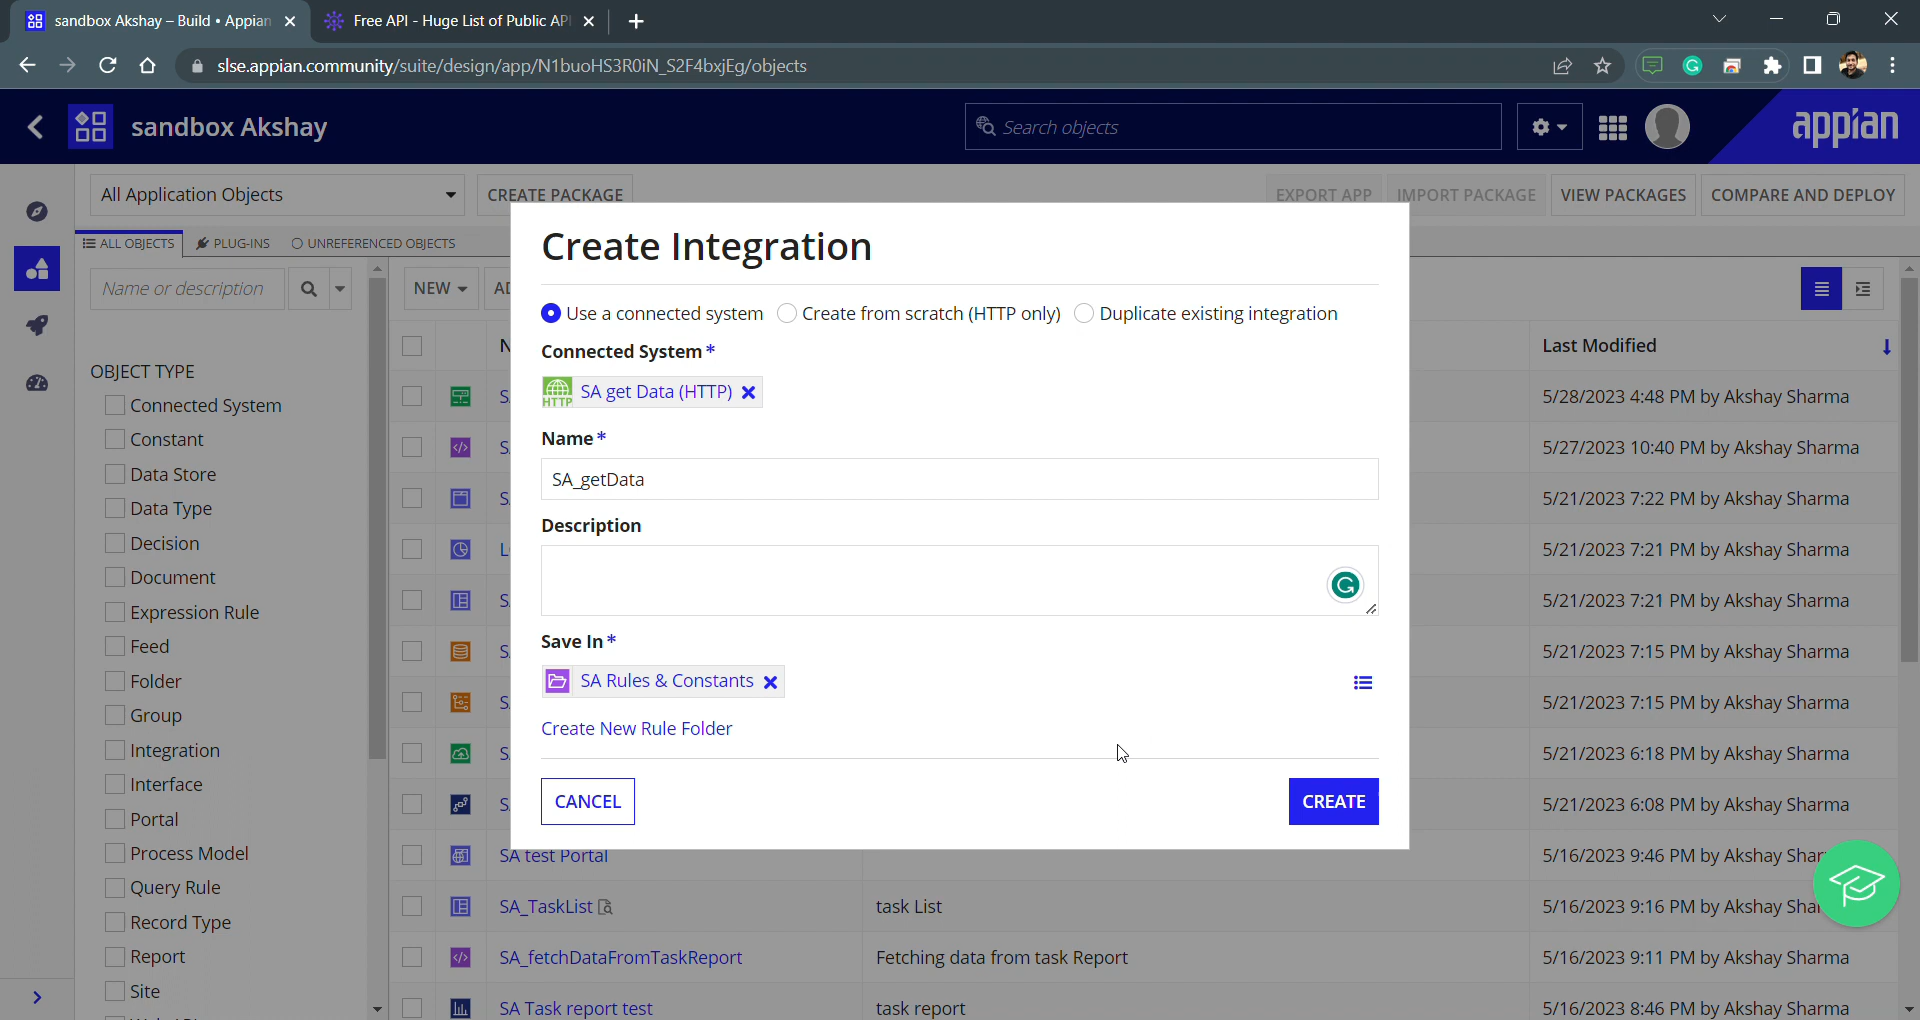 sandbox Akshay – Build • Appian
Free API - Huge List of Public API
slse.appian.community/suite/design/app/N1buoHS3R0iN_S2F4bxjEg/objects
sandbox Akshay
Search objects
appian
All Application Objects
CREATE PACKAGE
EXPORT APP
IMPORT PACKAGE
VIEW PACKAGES
COMPARE AND DEPLOY
ALL OBJECTS
PLUG-INS
UNREFERENCED OBJECTS
Name or description
NEW
OBJECT TYPE
Connected System
Constant
Data Store
Data Type
Decision
Document
Expression Rule
Feed
Folder
Group
Integration
Interface
Portal
Process Model
Query Rule
Record Type
Report
Site
Create Integration
Use a connected system
Create from scratch (HTTP only)
Duplicate existing integration
Connected System *
HTTP
SA get Data (HTTP)
Name *
SA_getData
Description
Save In *
SA Rules & Constants
Create New Rule Folder
CANCEL
CREATE
Last Modified
5/28/2023 4:48 PM by Akshay Sharma
5/27/2023 10:40 PM by Akshay Sharma
5/21/2023 7:22 PM by Akshay Sharma
5/21/2023 7:21 PM by Akshay Sharma
5/21/2023 7:21 PM by Akshay Sharma
5/21/2023 7:15 PM by Akshay Sharma
5/21/2023 7:15 PM by Akshay Sharma
5/21/2023 6:18 PM by Akshay Sharma
5/21/2023 6:08 PM by Akshay Sharma
SA test Portal
5/16/2023 9:46 PM by Akshay Shar
SA_TaskList
task List
5/16/2023 9:16 PM by Akshay Sha
SA_fetchDataFromTaskReport
Fetching data from task Report
5/16/2023 9:11 PM by Akshay Sharma
SA Task report test
task report
5/16/2023 8:46 PM by Akshay Sharma